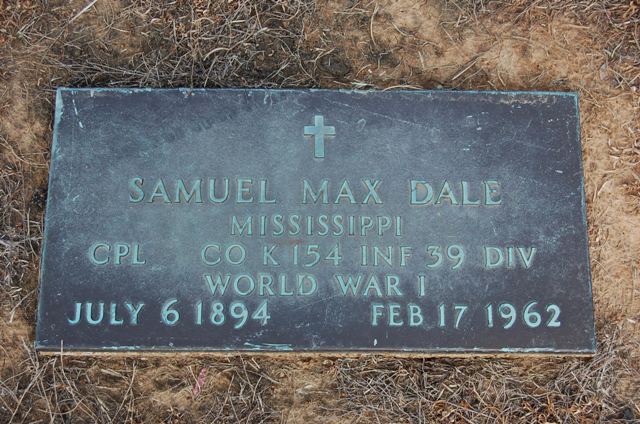 SAMUEL MAX DALE
MISSISSIPPI
CPL CO K 154 INF 39 DIV
WORLD WAR I
JULY 6 1894 FEB 17 1962